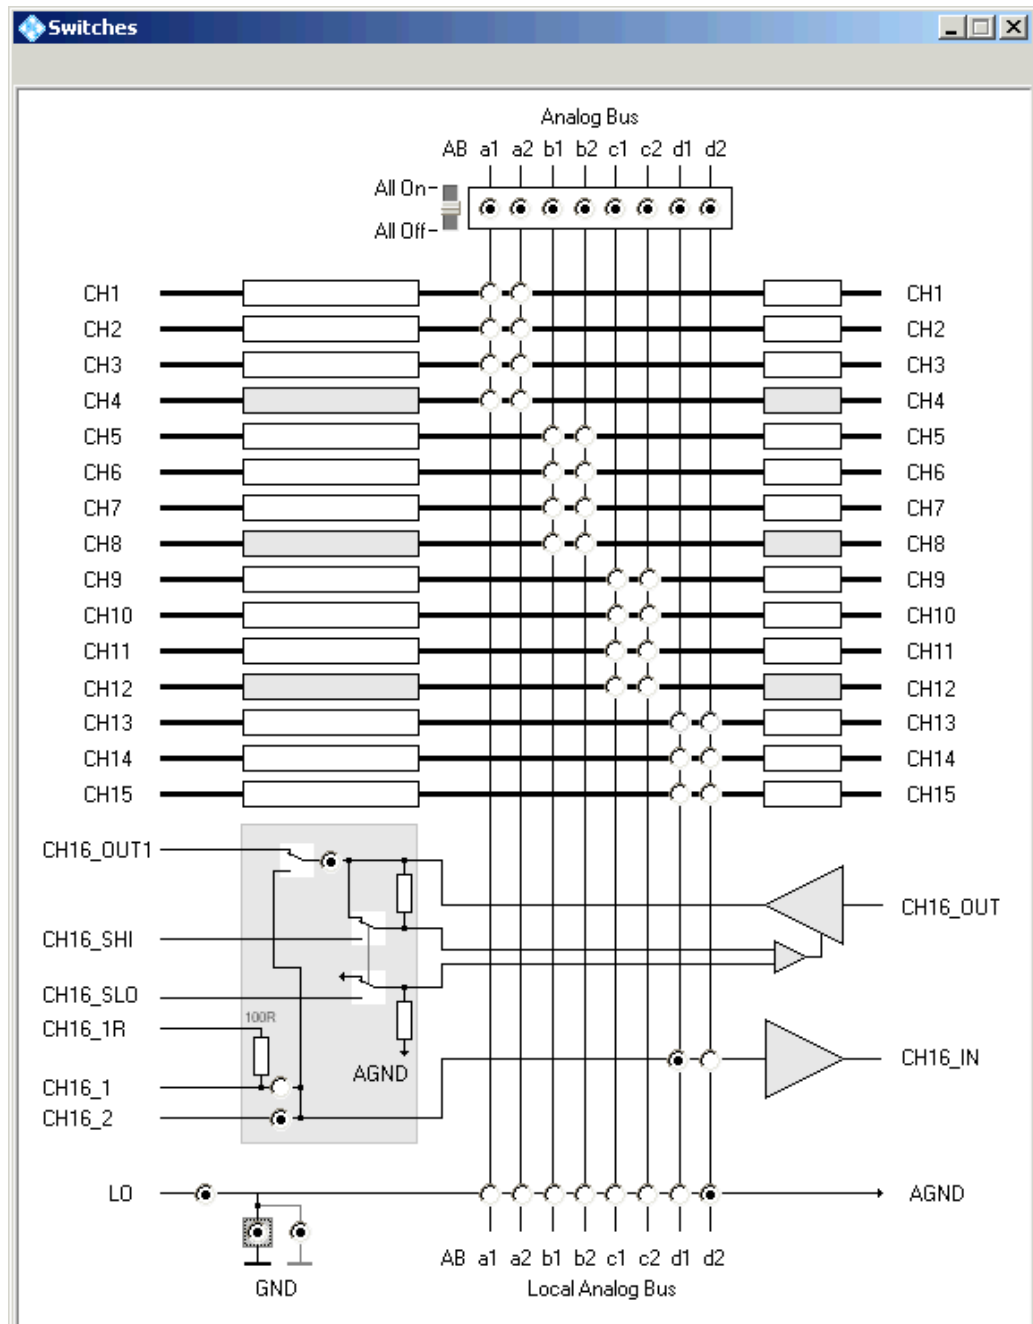 Switches
Analog Bus
AB a1 a2 b1 b2 c1 c2 d1 d2
All On
All Off
CH1 CH1
CH2 CH2
CH3 CH3
CH4 CH4
CH5 CH5
CH6 CH6
CH7 CH7
CH8 CH8
CH9 CH9
CH10 CH10
CH11 CH11
CH12 CH12
CH13 CH13
CH14 CH14
CH15 CH15
CH16_OUT1
CH16_OUT
CH16_SHI
CH16_SLO
100R
CH16_1R
CH16_IN
AGND
CH16_1
CH16_2
LO AGND
AB a1 a2 b1 b2 c1 c2 d1 d2
GND Local Analog Bus